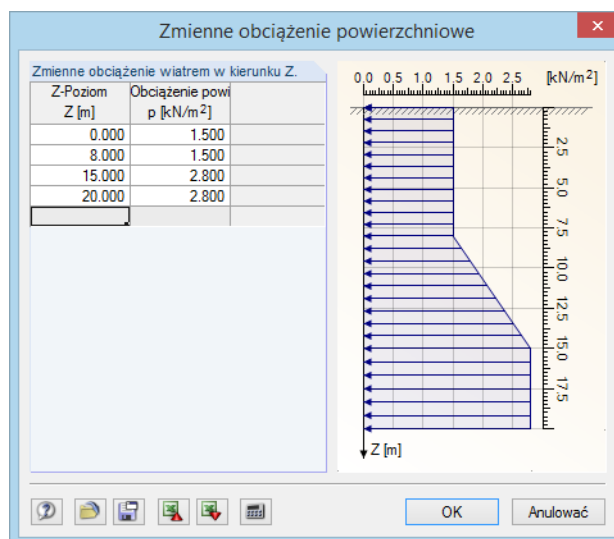 Zmienne obciążenie powierzchniowe
Zmienne obciążenie wiatrem w kierunku Z.
Z-Poziom Obciążenie powi
Z [m] p [kN/m²]
0.000 1.500
8.000 1.500
15.000 2.800
20.000 2.800
0.0 0.5 1.0 1.5 2.0 2.5 [kN/m²]
2.5
5.0
7.5
10.0
12.5
15.0
17.5
Z [m]
OK Anulować